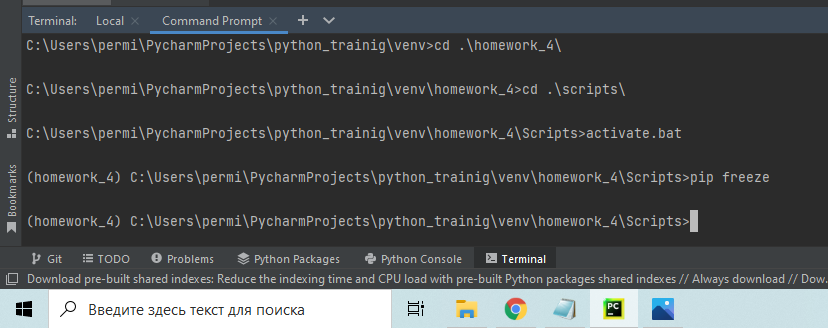 Terminal: Local × Command Prompt × +
C:\Users\permi\PycharmProjects\python_trainig\venv>cd .\homework_4\
C:\Users\permi\PycharmProjects\python_trainig\venv\homework_4>cd .\scripts\
C:\Users\permi\PycharmProjects\python_trainig\venv\homework_4\Scripts>activate.bat
(homework_4) C:\Users\permi\PycharmProjects\python_trainig\venv\homework_4\Scripts>pip freeze
(homework_4) C:\Users\permi\PycharmProjects\python_trainig\venv\homework_4\Scripts>
Structure
Bookmarks
Git TODO Problems Python Packages Python Console Terminal
Download pre-built shared indexes: Reduce the indexing time and CPU load with pre-built Python packages shared indexes // Always download // Dow...
Введите здесь текст для поиска
PC